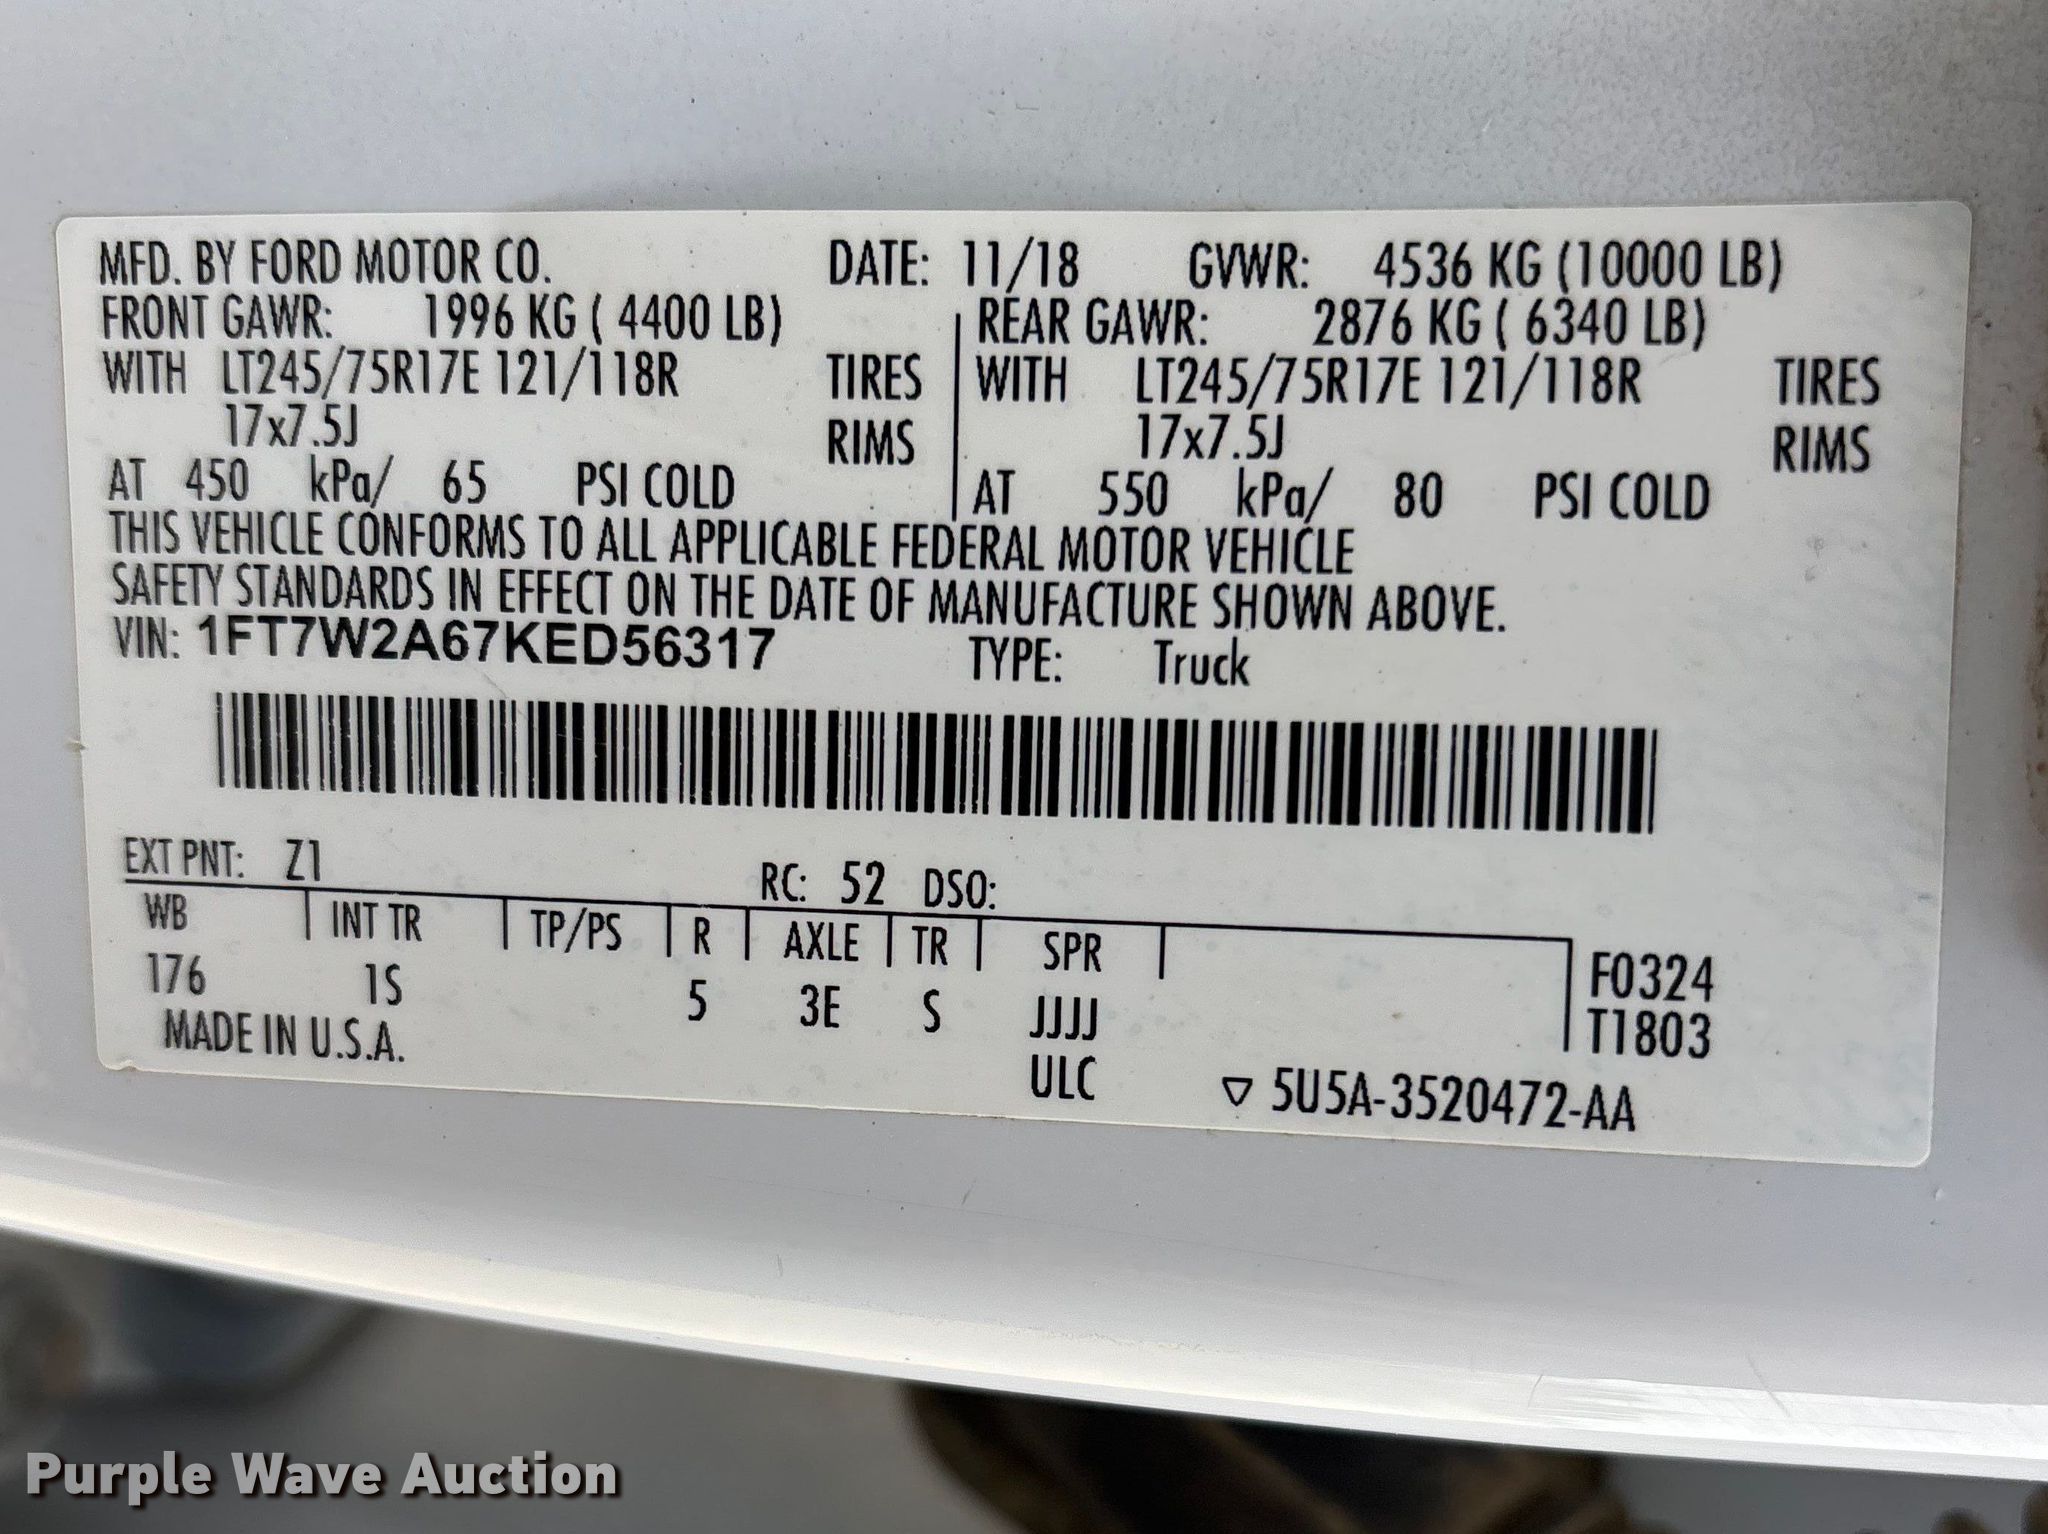 MFD. BY FORD MOTOR CO. DATE: 11/18 GVWR: 4536 KG (10000 LB)
FRONT GAWR: 1996 KG ( 4400 LB) REAR GAWR: 2876 KG ( 6340 LB)
WITH LT245/75R17E 121/118R TIRES WITH LT245/75R17E 121/118R TIRES
17x7.5J RIMS 17x7.5J RIMS
AT 450 kPa/ 65 PSI COLD AT 550 kPa/ 80 PSI COLD
THIS VEHICLE CONFORMS TO ALL APPLICABLE FEDERAL MOTOR VEHICLE
SAFETY STANDARDS IN EFFECT ON THE DATE OF MANUFACTURE SHOWN ABOVE.
VIN: 1FT7W2A67KED56317 TYPE: Truck
EXT PNT: Z1 RC: 52 DSO:
WB INT TR TP/PS R AXLE TR SPR F0324
176 1S 5 3E S JJJJ T1803
MADE IN U.S.A. ULC ▽ 5U5A-3520472-AA
Purple Wave Auction